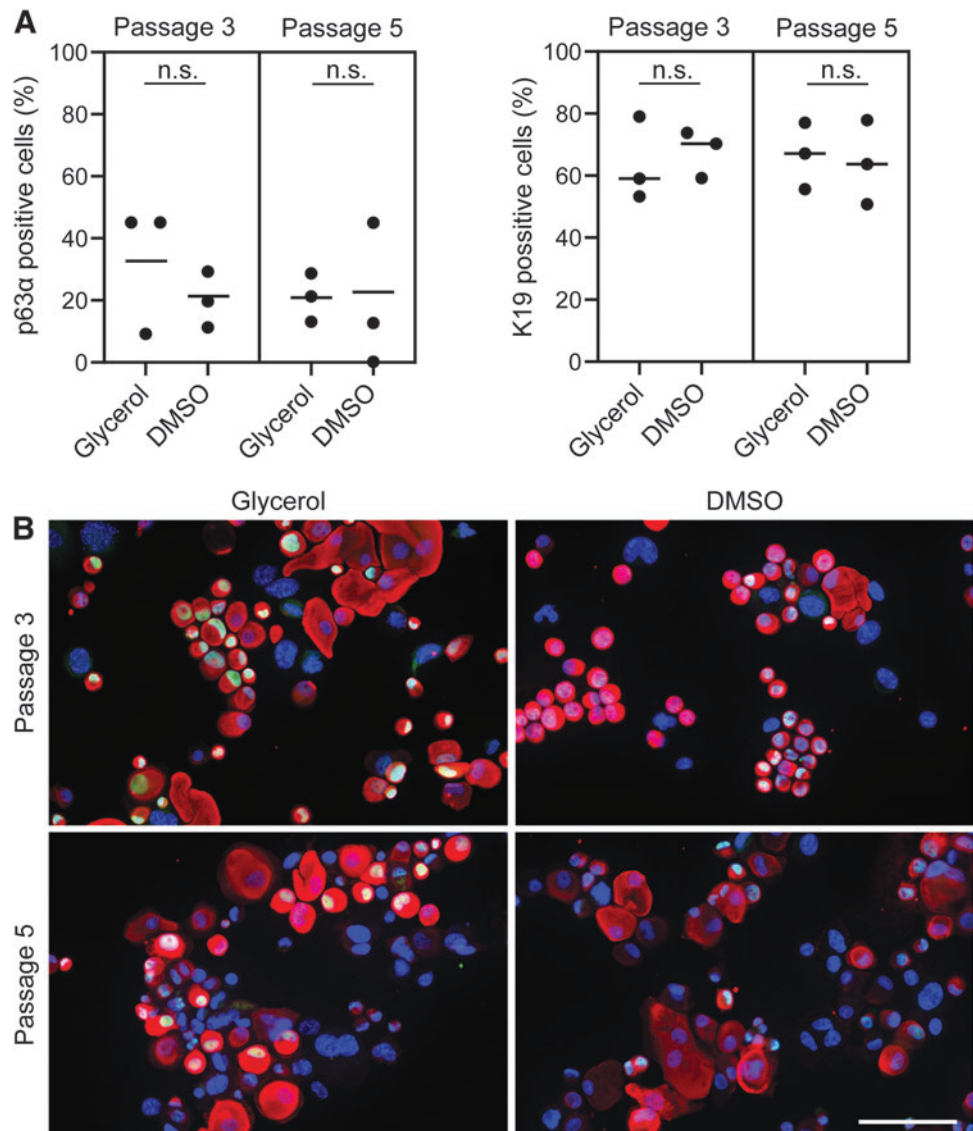 A
Passage 3
Passage 5
n.s.
n.s.
p63α positive cells (%)
100
80
60
40
20
0
Glycerol
DMSO
Glycerol
DMSO
Passage 3
Passage 5
n.s.
n.s.
K19 possitive cells (%)
100
80
60
40
20
0
Glycerol
DMSO
Glycerol
DMSO
B
Glycerol
DMSO
Passage 3
Passage 5